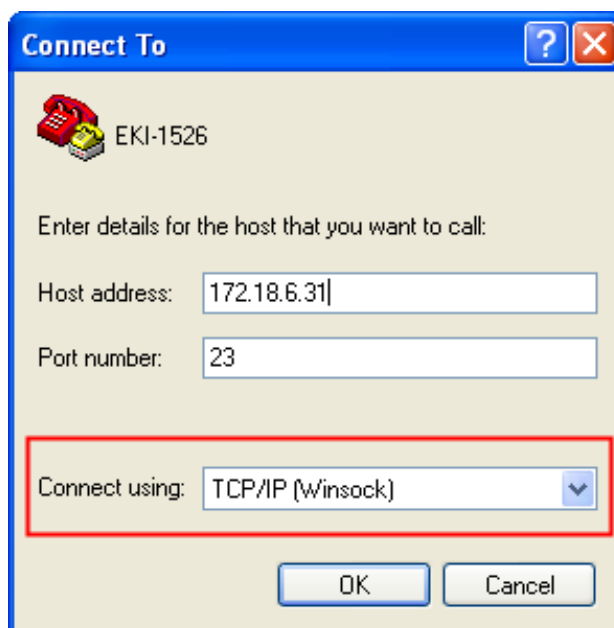 Connect To
?
EKI-1526
Enter details for the host that you want to call:
Host address: 172.18.6.31
Port number: 23
Connect using: TCP/IP (Winsock)
OK Cancel